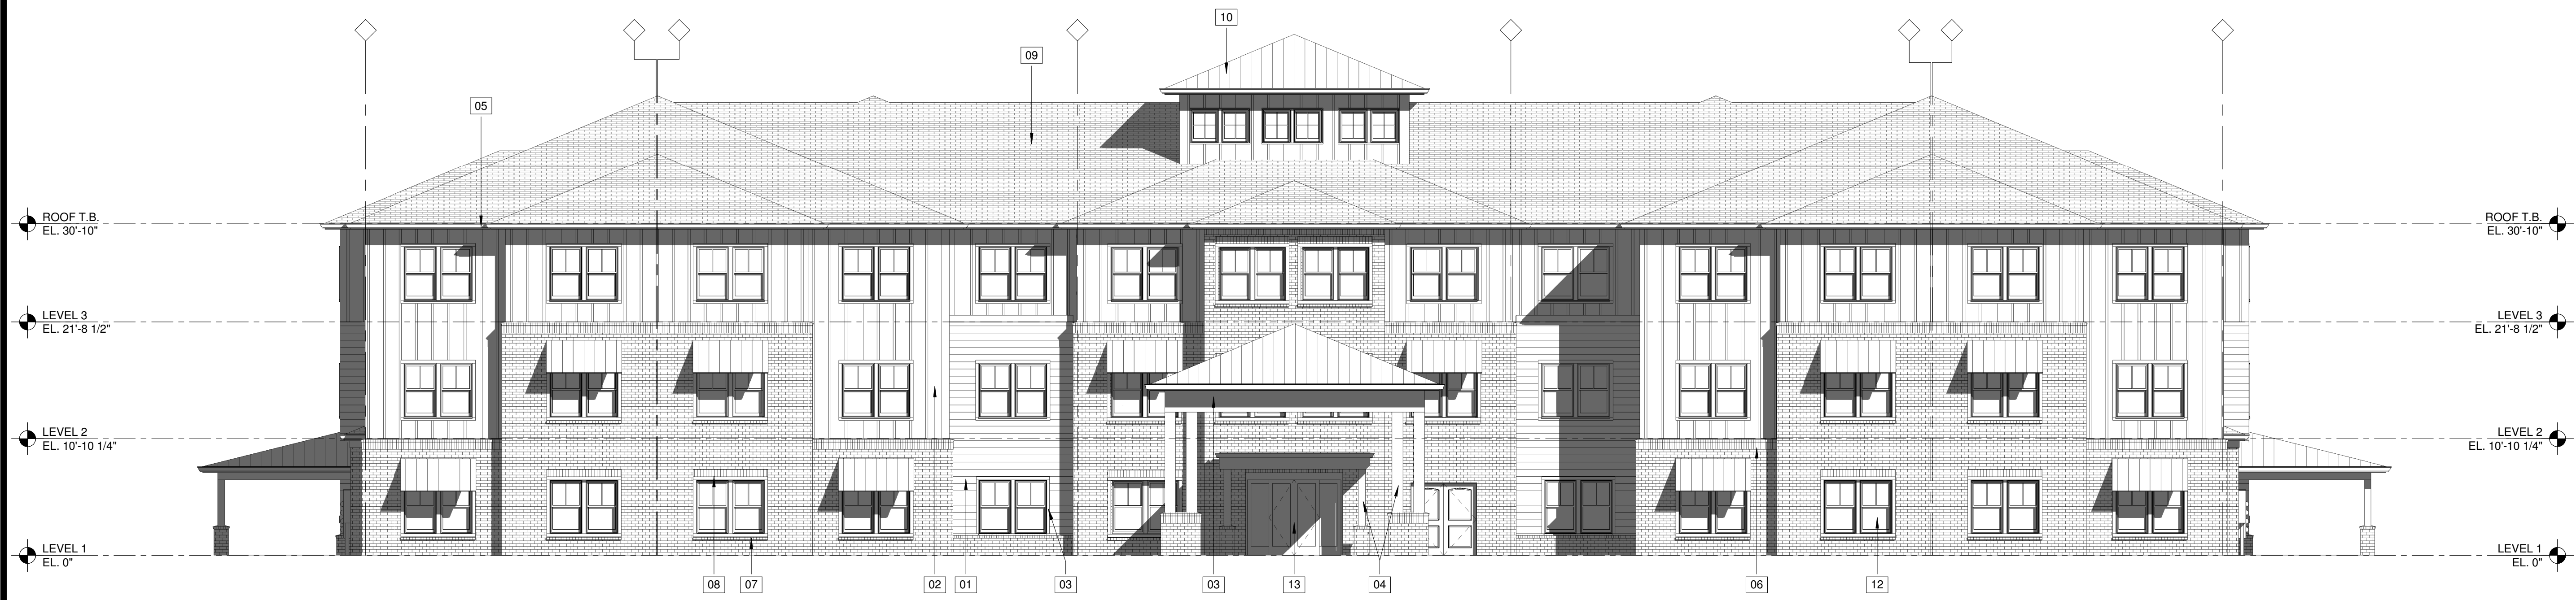 10
09
05
ROOF T.B.
EL. 30'-10"
ROOF T.B.
EL. 30'-10"
LEVEL 3
EL. 21'-8 1/2"
LEVEL 3
EL. 21'-8 1/2"
LEVEL 2
EL. 10'-10 1/4"
LEVEL 2
EL. 10'-10 1/4"
LEVEL 1
EL. 0"
LEVEL 1
EL. 0"
08
07
02
01
03
03
13
04
06
12